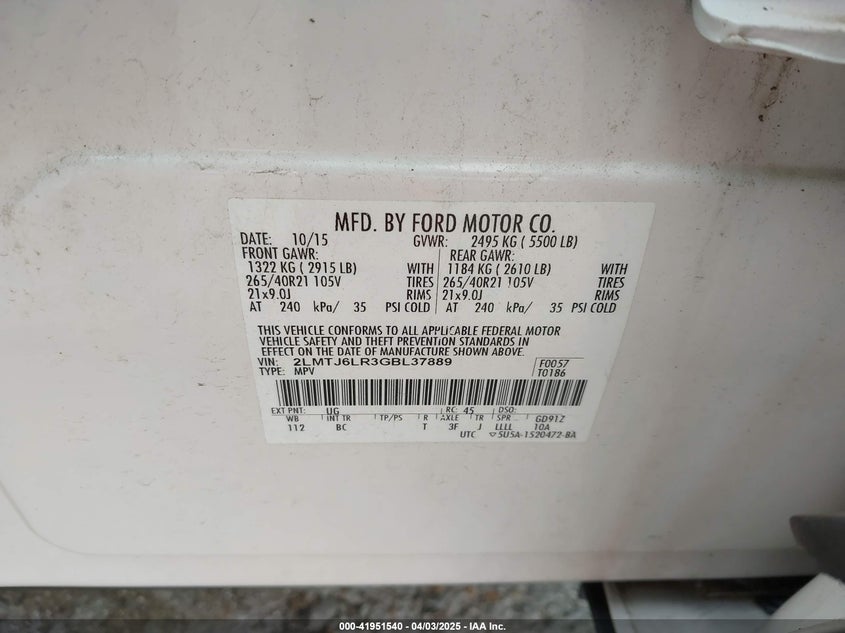 MFD. BY FORD MOTOR CO.
DATE: 10/15 GVWR: 2495 KG ( 5500 LB)
FRONT GAWR: REAR GAWR:
1322 KG ( 2915 LB) WITH 1184 KG ( 2610 LB) WITH
265/40R21 105V TIRES 265/40R21 105V TIRES
21x9.0J RIMS 21x9.0J RIMS
AT 240 kPa/ 35 PSI COLD AT 240 kPa/ 35 PSI COLD
THIS VEHICLE CONFORMS TO ALL APPLICABLE FEDERAL MOTOR
VEHICLE SAFETY AND THEFT PREVENTION STANDARDS IN
EFFECT ON THE DATE OF MANUFACTURE SHOWN ABOVE.
VIN: 2LMTJ6LR3GBL37889 F0057
TYPE: MPV T0186
EXT PNT: UG RC: 45 DSO:
WB INT TR TP/PS R AXLE TR SPR GD91Z
112 BC T 3F J LLLL 10A
UTC ▽5U5A-1520472-BA
000-41951540 | 04/03/2025 - IAA Inc.